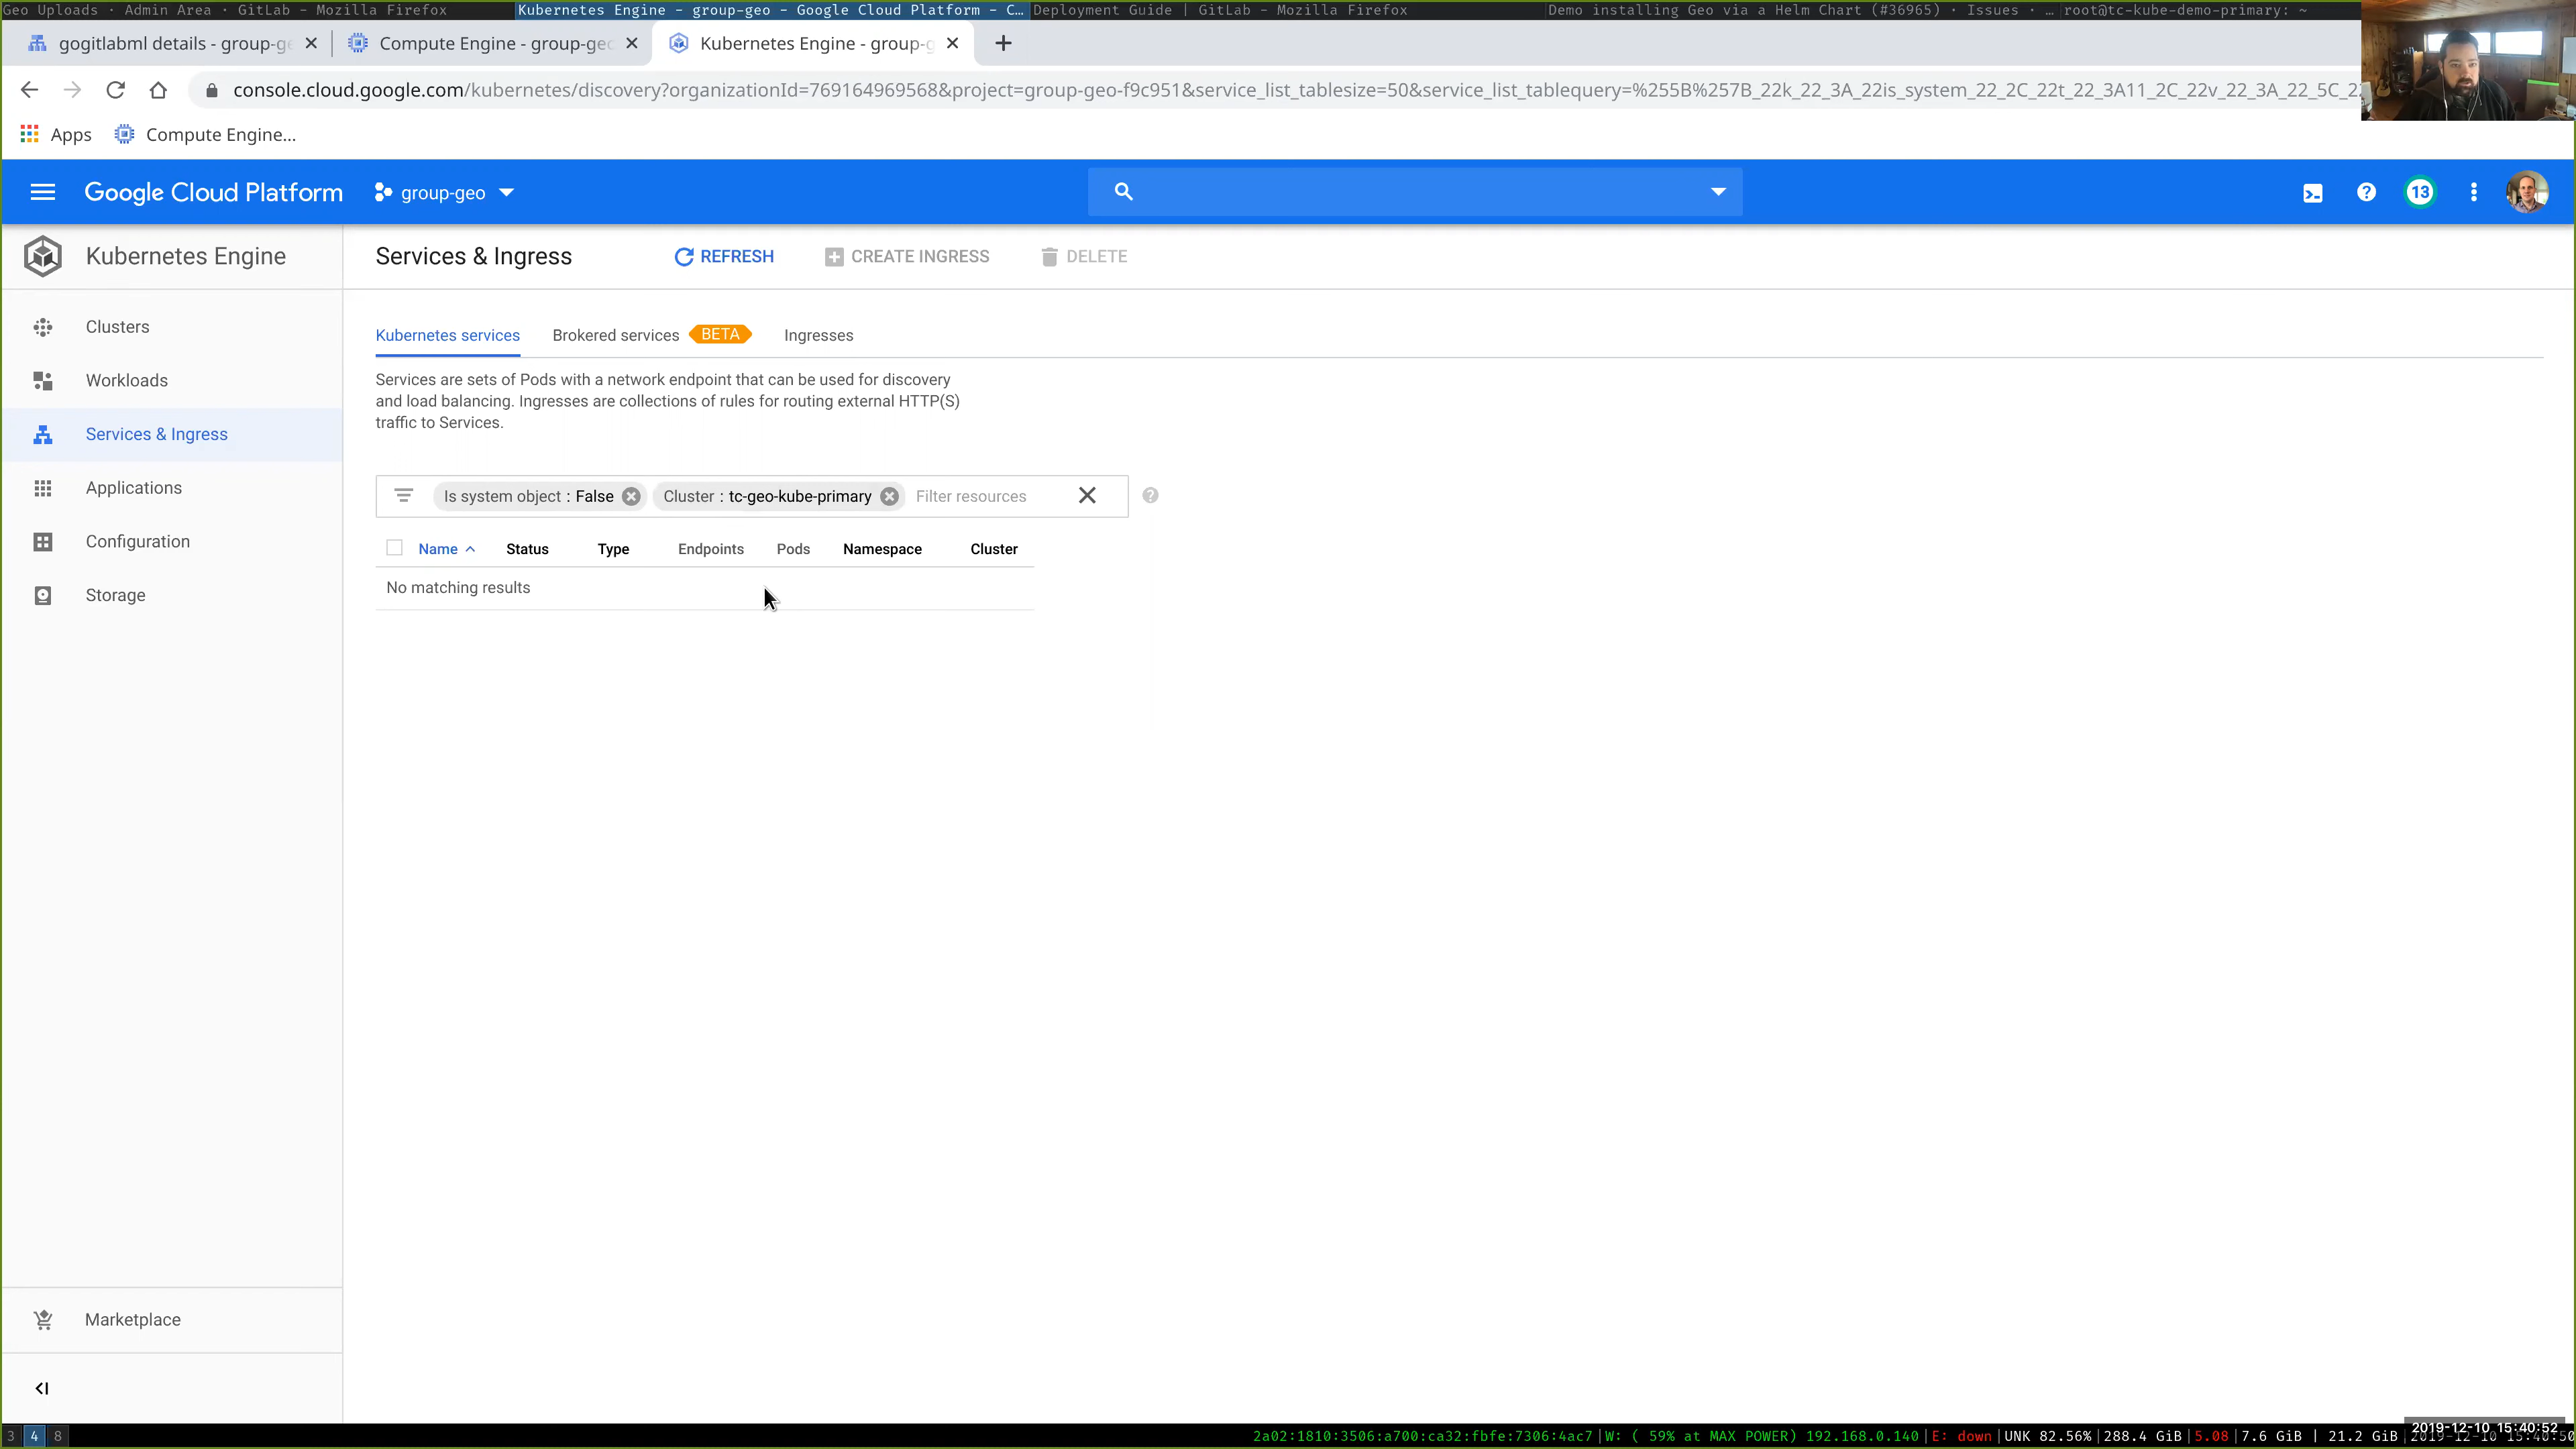 Geo Uploads · Admin Area · GitLab - Mozilla Firefox
Kubernetes Engine - group-geo - Google Cloud Platform - C…
Deployment Guide | GitLab - Mozilla Firefox
Demo installing Geo via a Helm Chart (#36965) · Issues · …
root@tc-kube-demo-primary: ~
gogitlabml details - group-ge
Compute Engine - group-geo
Kubernetes Engine - group-g
console.cloud.google.com/kubernetes/discovery?organizationId=769164969568&project=group-geo-f9c951&service_list_tablesize=50&service_list_tablequery=%255B%257B_22k_22_3A_22is_system_22_2C_22t_22_3A11_2C_22v_22_3A_22_5C_22
Apps
Compute Engine...
Google Cloud Platform
group-geo
13
Kubernetes Engine
Services & Ingress
REFRESH
CREATE INGRESS
DELETE
Clusters
Workloads
Services & Ingress
Applications
Configuration
Storage
Marketplace
Kubernetes services
Brokered services BETA
Ingresses
Services are sets of Pods with a network endpoint that can be used for discovery
and load balancing. Ingresses are collections of rules for routing external HTTP(S)
traffic to Services.
Is system object : False
Cluster : tc-geo-kube-primary
Filter resources
Name Status Type Endpoints Pods Namespace Cluster
No matching results
3 4 8
2a02:1810:3506:a700:ca32:fbfe:7306:4ac7|W: ( 59% at MAX POWER) 192.168.0.140|E: down|UNK 82.56%|288.4 GiB|5.08|7.6 GiB | 21.2 GiB
2019-12-10 15:40:52